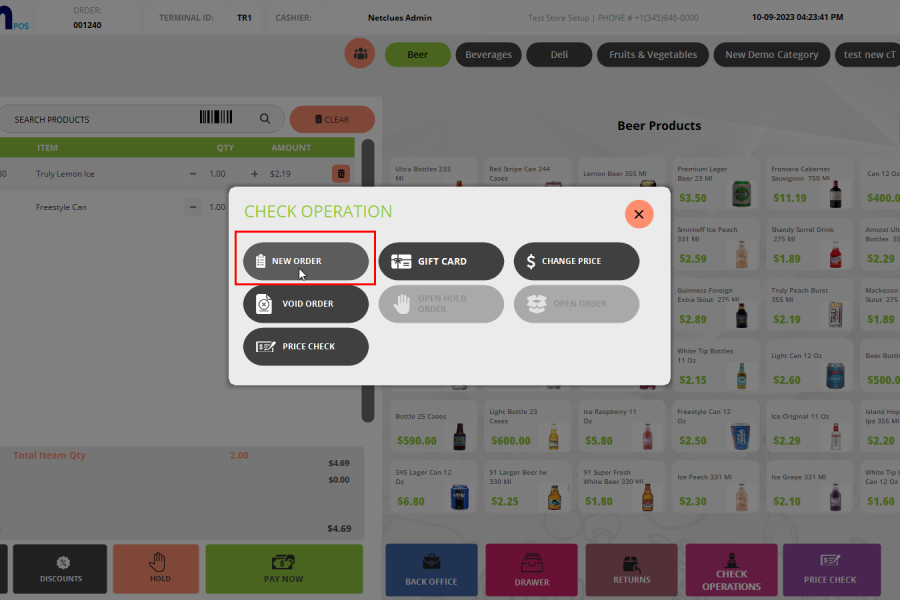 POS
ORDER:
001240
TERMINAL ID:
TR1
CASHIER:
Netclues Admin
Test Store Setup | PHONE # +1(345)946-0000
10-09-2023 04:23:41 PM
Beer
Beverages
Deli
Fruits & Vegetables
New Demo Category
test new cT
SEARCH PRODUCTS
CLEAR
Beer Products
ITEM
QTY
AMOUNT
Truly Lemon Ice
− 1.00 +
$2.19
Freestyle Can
− 1.00
Ultra Bottles 233
Ml
Red Stripe Can 244
Cases
Lemon Beer 355 Ml
Premium Lager
Beer 23 Ml
$3.50
Frontera Cabernet
Sauvignon 750 Ml
$11.19
Can 12 O
$400.0
CHECK OPERATION
NEW ORDER
GIFT CARD
CHANGE PRICE
VOID ORDER
OPEN HOLD
ORDER
OPEN ORDER
PRICE CHECK
Smirnoff Ice Peach
331 Ml
$2.59
Shandy Sorrel Drink
275 Ml
$1.89
Amstel Ul
Bottles
$2.29
Guinness Foreign
Extra Stout 275 Ml
$2.89
Truly Peach Burst
355 Ml
$2.19
Mackeson
Stout 275
$1.89
White Tip Bottles
11 Oz
$2.15
Light Can 12 Oz
$2.60
Beer Bottl
$500.0
Bottle 25 Cases
$590.00
Light Bottle 23
Cases
$600.00
Ice Raspberry 11
Oz
$5.80
Freestyle Can 12
Oz
$2.50
Ice Original 11 Oz
$2.29
Island Hop
Ipa 355 Ml
$2.20
345 Lager Can 12
Oz
$6.80
91 Larger Beer Iw
330 Ml
$2.25
91 Super Fresh
White Beer 330 Ml
$1.80
Ice Peach 331 Ml
$2.30
Ice Grape 331 Ml
$2.10
White Tip L
Can 12 Oz
$1.60
Total Iteam Qty
2.00
$4.69
$0.00
$4.69
DISCOUNTS
HOLD
PAY NOW
BACK OFFICE
DRAWER
RETURNS
CHECK
OPERATIONS
PRICE CHECK